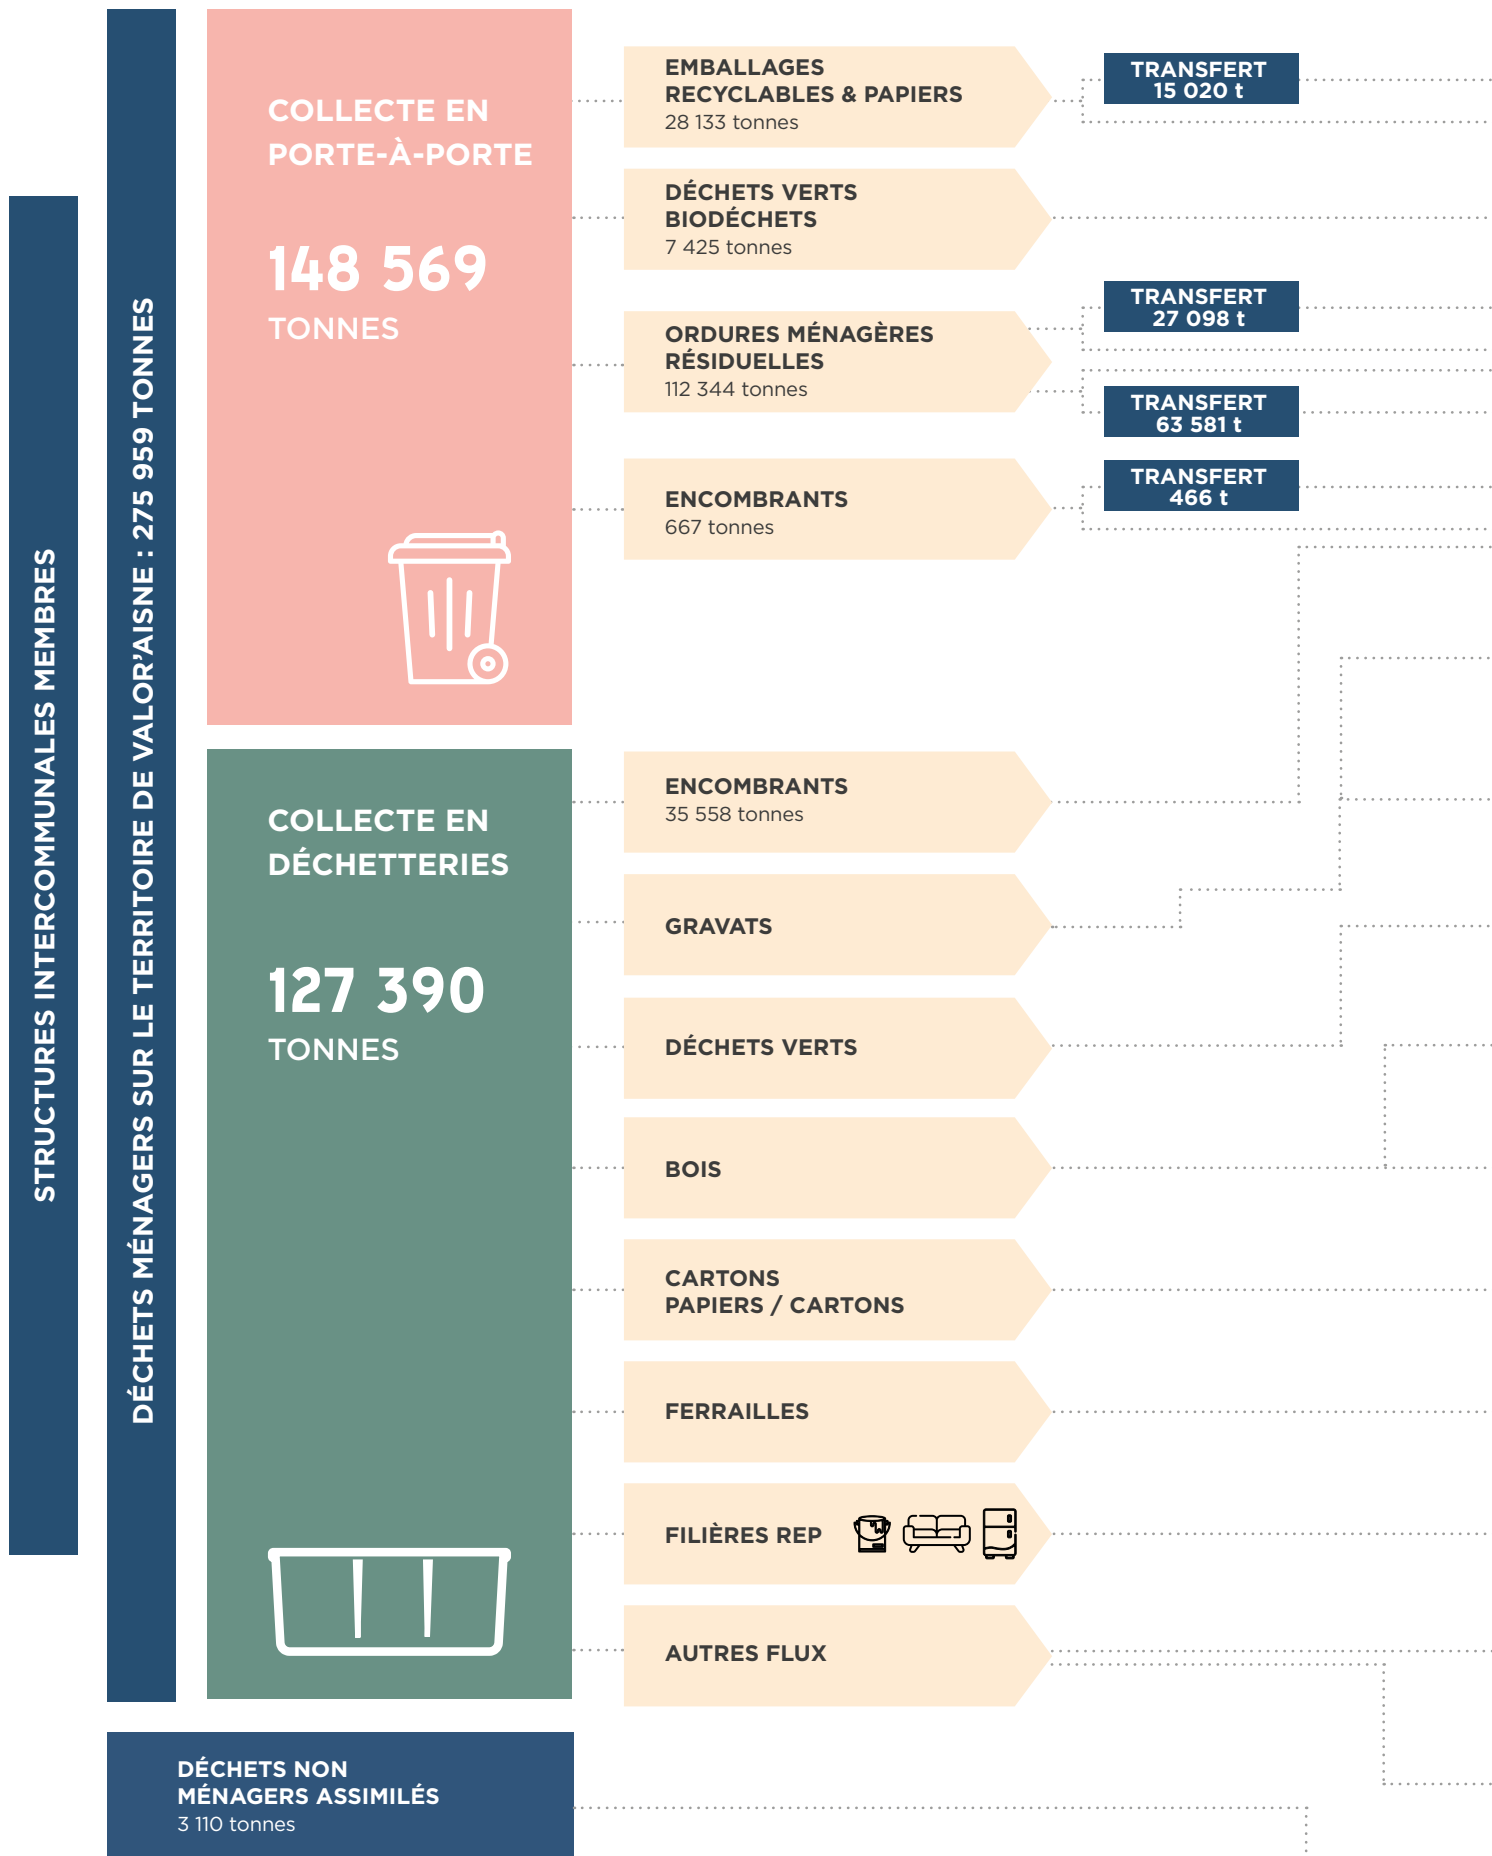 STRUCTURES INTERCOMMUNALES MEMBRES
DÉCHETS MÉNAGERS SUR LE TERRITOIRE DE VALOR’AISNE : 275 959 TONNES
COLLECTE EN
PORTE-À-PORTE
148 569
TONNES
EMBALLAGES
RECYCLABLES & PAPIERS
28 133 tonnes
TRANSFERT
15 020 t
DÉCHETS VERTS
BIODÉCHETS
7 425 tonnes
ORDURES MÉNAGÈRES
RÉSIDUELLES
112 344 tonnes
TRANSFERT
27 098 t
TRANSFERT
63 581 t
ENCOMBRANTS
667 tonnes
TRANSFERT
466 t
COLLECTE EN
DÉCHETTERIES
127 390
TONNES
ENCOMBRANTS
35 558 tonnes
GRAVATS
DÉCHETS VERTS
BOIS
CARTONS
PAPIERS / CARTONS
FERRAILLES
FILIÈRES REP
AUTRES FLUX
DÉCHETS NON
MÉNAGERS ASSIMILÉS
3 110 tonnes